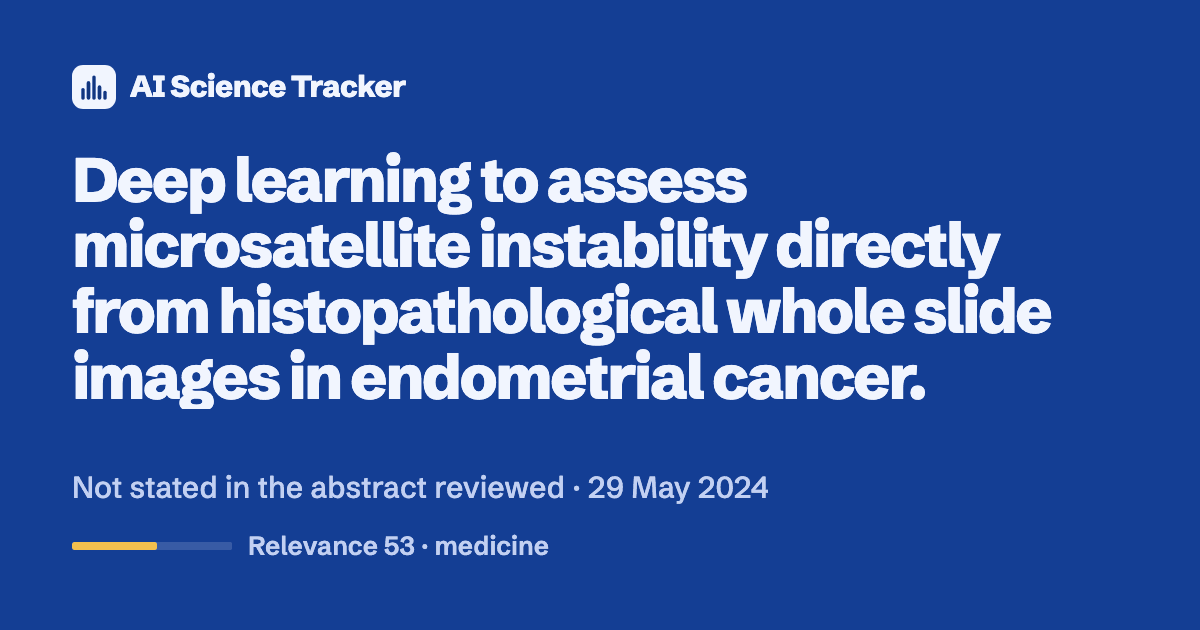 AI Science Tracker
Deep learning to assess
microsatellite instability directly
from histopathological whole slide
images in endometrial cancer.
Not stated in the abstract reviewed · 29 May 2024
Relevance 53 · medicine